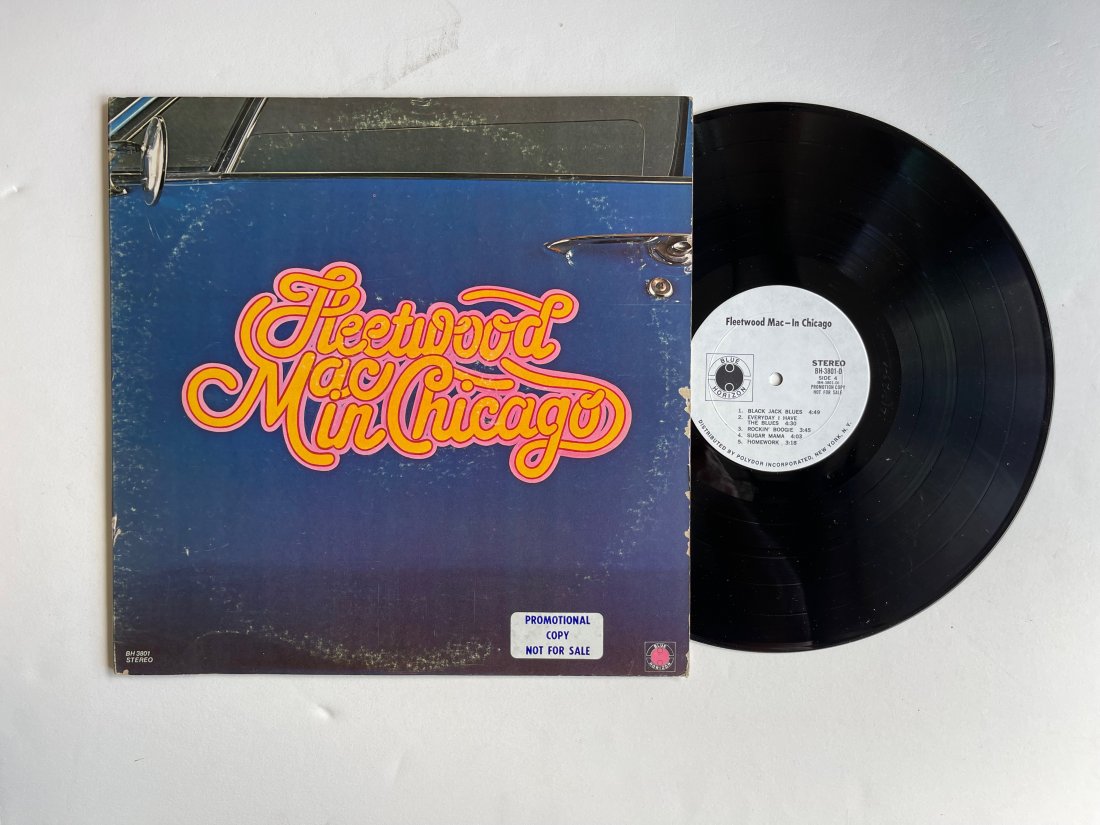 Fleetwood
Mac
in Chicago
BH 3801
STEREO
PROMOTIONAL
COPY
NOT FOR SALE
BLUE
HORIZON
Fleetwood Mac—In Chicago
BLUE
HORIZON
STEREO
BH-3801-D
SIDE 4
PROMOTION COPY
NOT FOR SALE
1. BLACK JACK BLUES 4:49
2. EVERYDAY I HAVE
THE BLUES 4:30
3. ROCKIN' BOOGIE 3:45
4. SUGAR MAMA 4:03
5. HOMEWORK 3:18
DISTRIBUTED BY POLYDOR INCORPORATED, NEW YORK, N.Y.